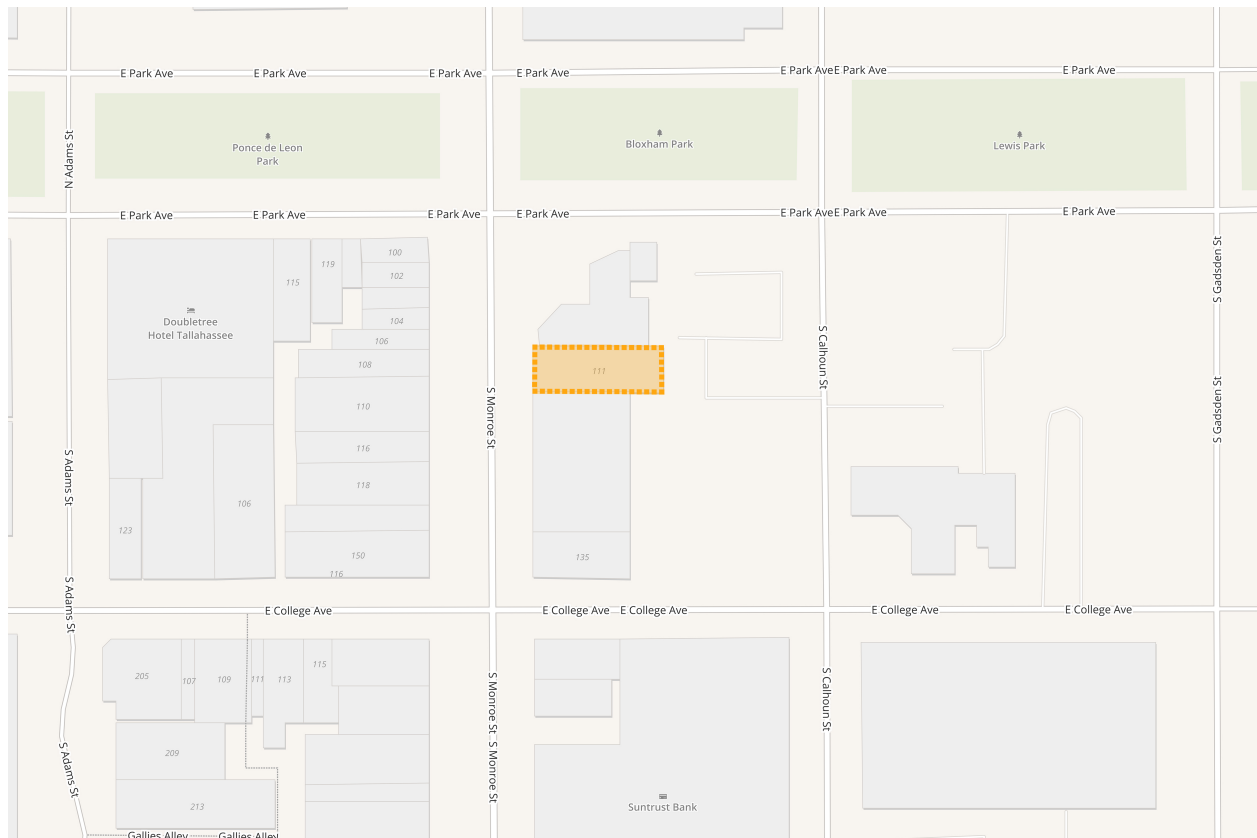 E Park Ave E Park Ave E Park Ave E Park Ave E Park Ave E Park Ave E Park Ave
N Adams St
Ponce de Leon
Park
Bloxham Park
Lewis Park
E Park Ave E Park Ave E Park Ave E Park Ave E Park Ave E Park Ave E Park Ave
S Gadsden St
100
119
102
115
104
Doubletree
Hotel Tallahassee
106
S Calhoun St
108
111
110
S Monroe St
S Gadsden St
116
S Adams St
118
106
123
150
135
116
S Adams St
E College Ave E College Ave E College Ave E College Ave E College Ave
115
205
107
109
111
113
S Monroe St
S Calhoun St
209
S Adams St
S Monroe St
213
Suntrust Bank
Gallies Alley Gallies Alley